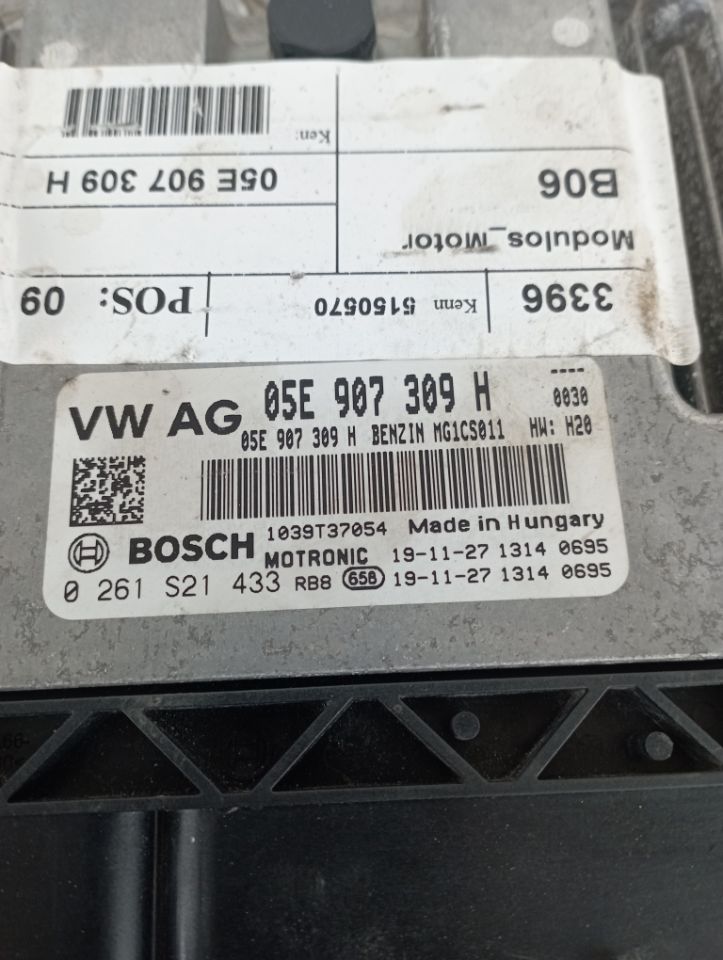 3396
Kenn 5150570
POS: 09
Modulos_Motor
B06
05E 907 309 H
Ken:
VW AG 05E 907 309 H
----
0030
05E 907 309 H BENZIN MG1CS011 HW: H20
1039T37054 Made in Hungary
BOSCH MOTRONIC 19-11-27 1314 0695
0 261 S21 433 RB8 658 19-11-27 1314 0695